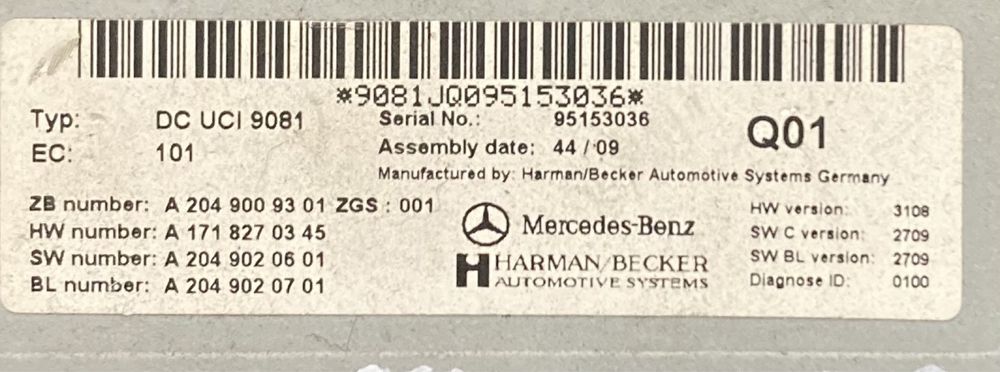 *9081JQ095153036*
Typ: DC UCI 9081
EC: 101
Serial No.: 95153036
Assembly date: 44 / 09
Q01
Manufactured by: Harman/Becker Automotive Systems Germany
ZB number: A 204 900 93 01 ZGS : 001
HW number: A 171 827 03 45
SW number: A 204 902 06 01
BL number: A 204 902 07 01
Mercedes-Benz
HARMAN/BECKER
AUTOMOTIVE SYSTEMS
HW version: 3108
SW C version: 2709
SW BL version: 2709
Diagnose ID: 0100